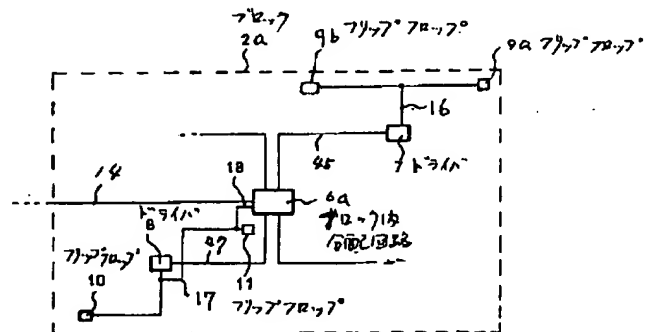 ブロック
2a
9b フリップフロップ
9a フリップフロップ
16
45
7 ドライバ
14
18
6a
ブロック内
分配回路
ドライバ
8
47
11
フリップフロップ
10
17
フリップフロップ